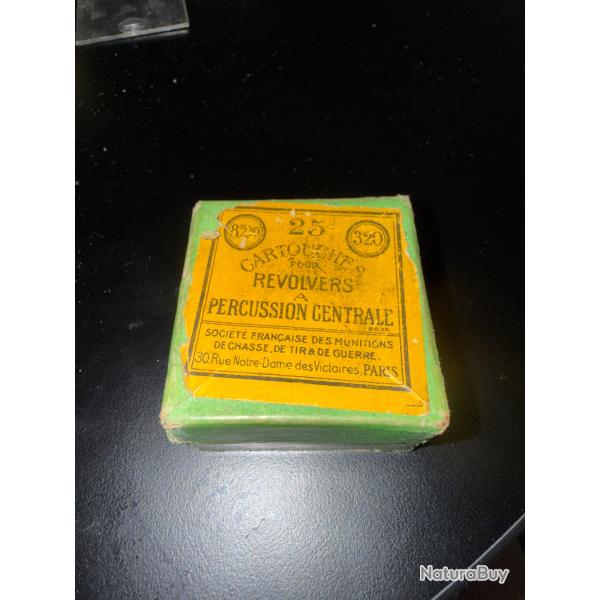 25
320
CARTOUCHES
POUR
REVOLVERS
A
PERCUSSION CENTRALE
SOCIÉTÉ FRANÇAISE DES MUNITIONS
DE CHASSE, DE TIR & DE GUERRE.
30, Rue Notre-Dame des Victoires, PARIS
NaturaBuy